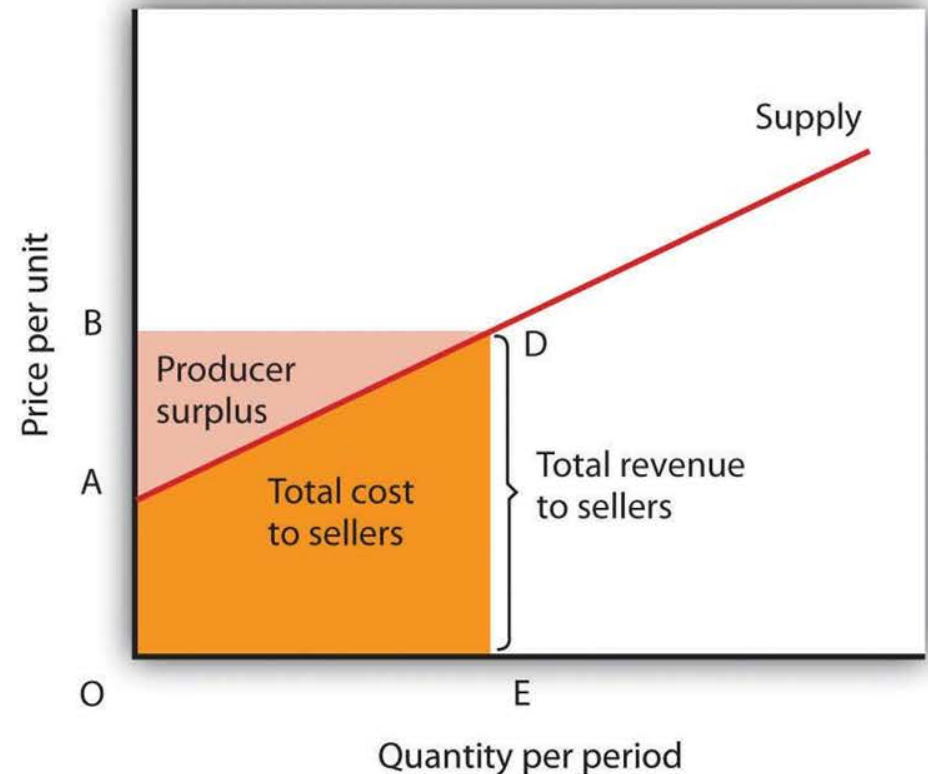 Supply
Price per unit
B
D
Producer
surplus
A
Total revenue
to sellers
Total cost
to sellers
O
E
Quantity per period